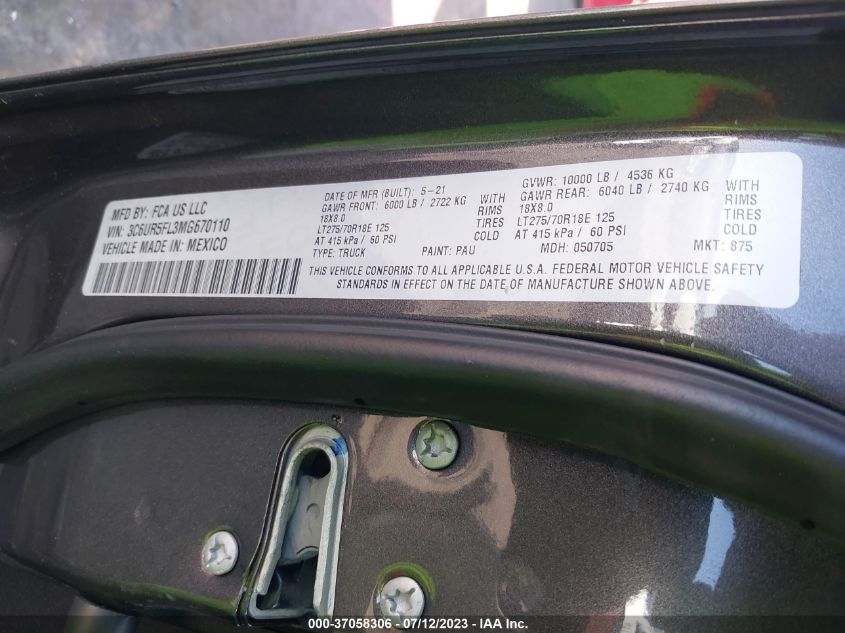 MFD BY: FCA US LLC
VIN: 3C6UR5FL3MG670110
VEHICLE MADE IN: MEXICO
DATE OF MFR (BUILT): 5-21
GAWR FRONT: 6000 LB / 2722 KG
18X8.0
LT275/70R18E 125
AT 415 kPa / 60 PSI
TYPE: TRUCK
WITH
RIMS
TIRES
COLD
PAINT: PAU
GVWR: 10000 LB / 4536 KG
GAWR REAR: 6040 LB / 2740 KG
18X8.0
LT275/70R18E 125
AT 415 kPa / 60 PSI
WITH
RIMS
TIRES
COLD
MDH: 050705
MKT: 875
THIS VEHICLE CONFORMS TO ALL APPLICABLE U.S.A. FEDERAL MOTOR VEHICLE SAFETY
STANDARDS IN EFFECT ON THE DATE OF MANUFACTURE SHOWN ABOVE.
000-37058306 - 07/12/2023 - IAA Inc.